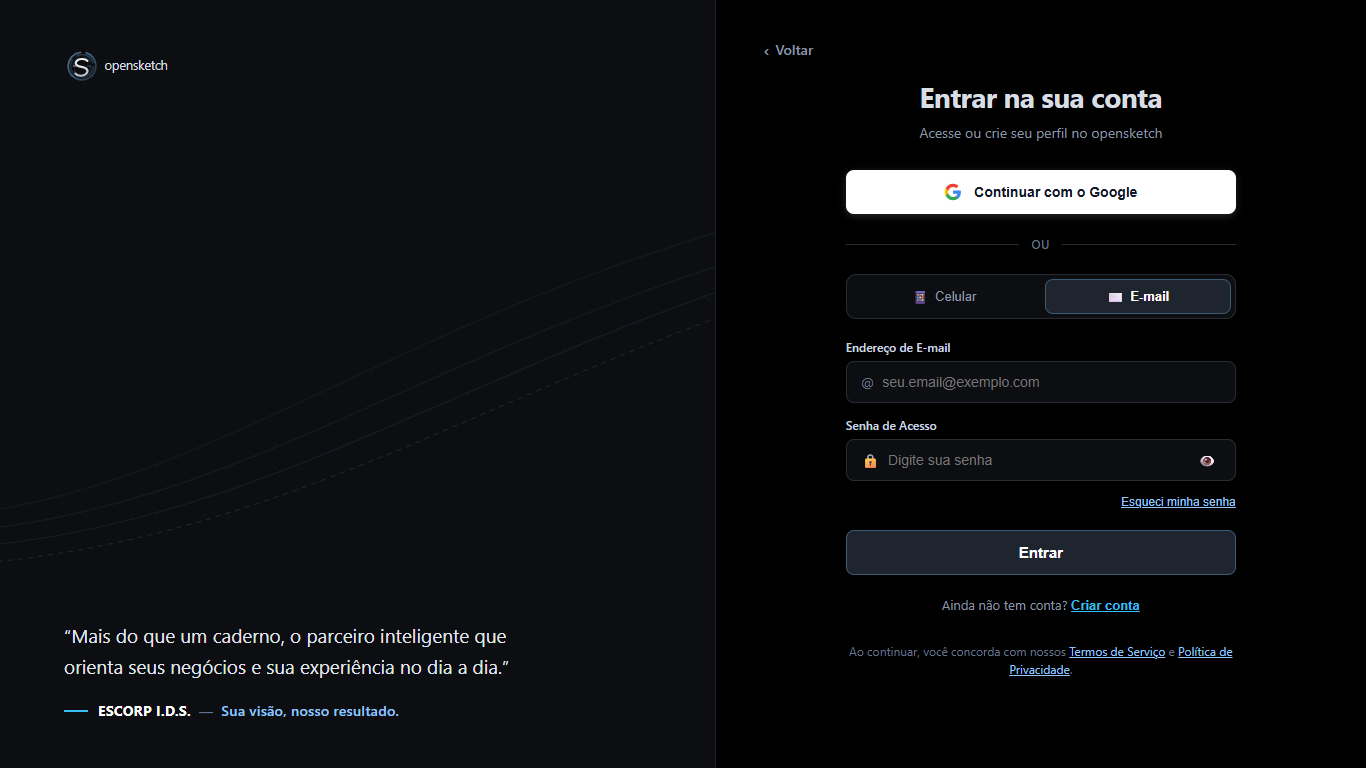 opensketch
“Mais do que um caderno, o parceiro inteligente que
orienta seus negócios e sua experiência no dia a dia.”
ESCORP I.D.S. — Sua visão, nosso resultado.
‹ Voltar
Entrar na sua conta
Acesse ou crie seu perfil no opensketch
Continuar com o Google
OU
Celular
E-mail
Endereço de E-mail
@ seu.email@exemplo.com
Senha de Acesso
Digite sua senha
Esqueci minha senha
Entrar
Ainda não tem conta? Criar conta
Ao continuar, você concorda com nossos Termos de Serviço e Política de
Privacidade.